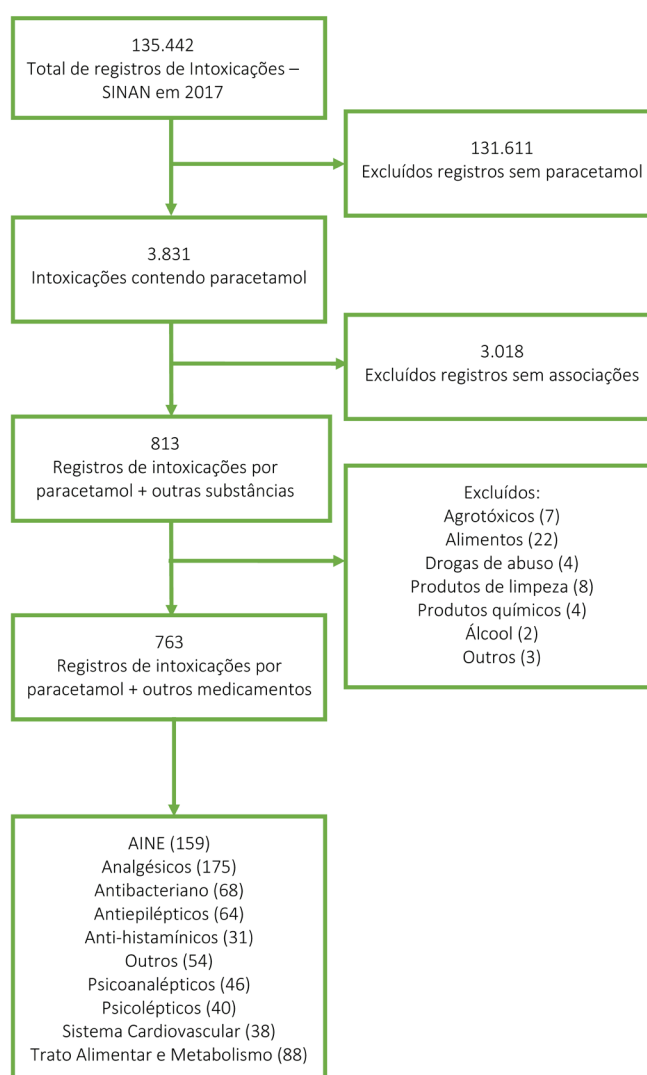 135.442
Total de registros de Intoxicações –
SINAN em 2017
131.611
Excluídos registros sem paracetamol
3.831
Intoxicações contendo paracetamol
3.018
Excluídos registros sem associações
813
Registros de intoxicações por
paracetamol + outras substâncias
Excluídos:
Agrotóxicos (7)
Alimentos (22)
Drogas de abuso (4)
Produtos de limpeza (8)
Produtos químicos (4)
Álcool (2)
Outros (3)
763
Registros de intoxicações por
paracetamol + outros medicamentos
AINE (159)
Analgésicos (175)
Antibacteriano (68)
Antiepilépticos (64)
Anti-histamínicos (31)
Outros (54)
Psicoanalépticos (46)
Psicolépticos (40)
Sistema Cardiovascular (38)
Trato Alimentar e Metabolismo (88)